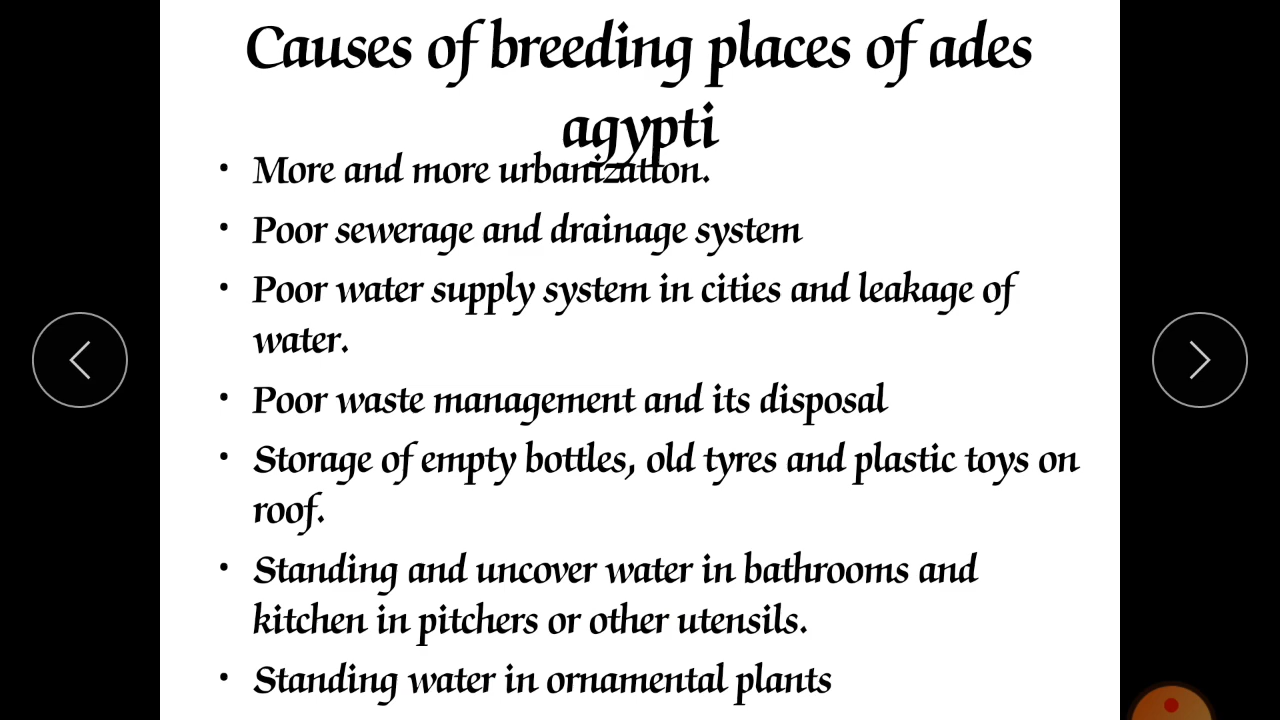 Causes of breeding places of ades
agypti
• More and more urbanization.
• Poor sewerage and drainage system
• Poor water supply system in cities and leakage of
water.
• Poor waste management and its disposal
• Storage of empty bottles, old tyres and plastic toys on
roof.
• Standing and uncover water in bathrooms and
kitchen in pitchers or other utensils.
• Standing water in ornamental plants